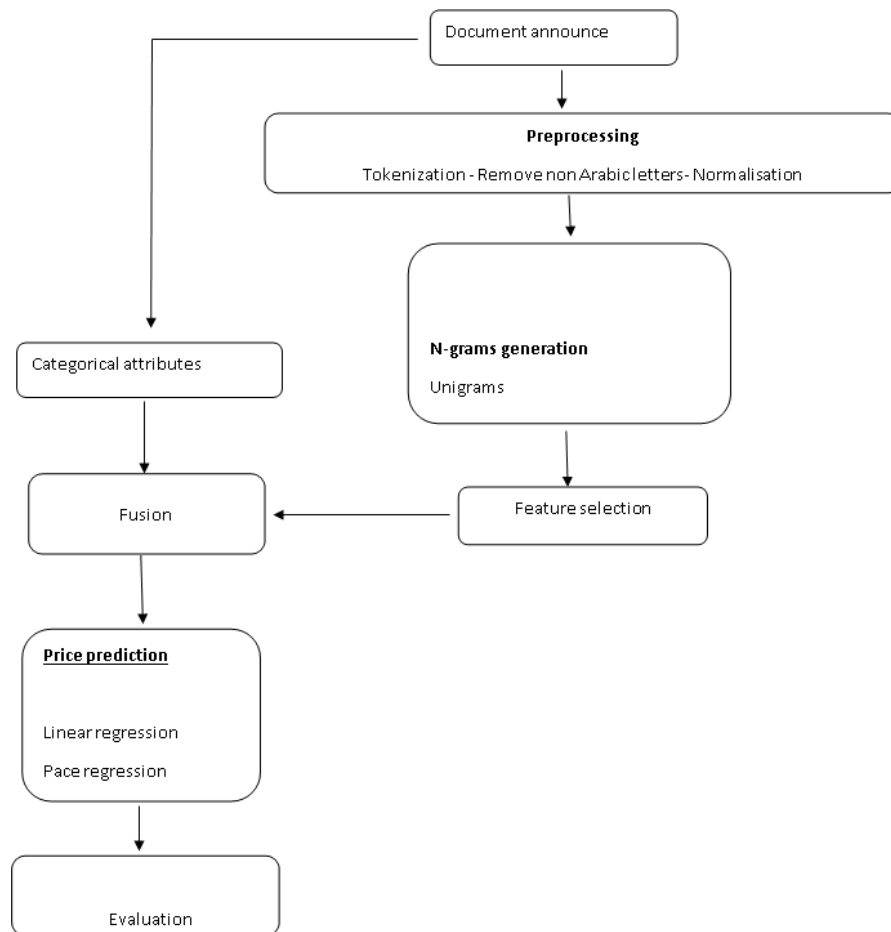 Document announce
Preprocessing
Tokenization - Remove non Arabic letters- Normalisation
N-grams generation
Unigrams
Categorical attributes
Feature selection
Fusion
Price prediction
Linear regression
Pace regression
Evaluation